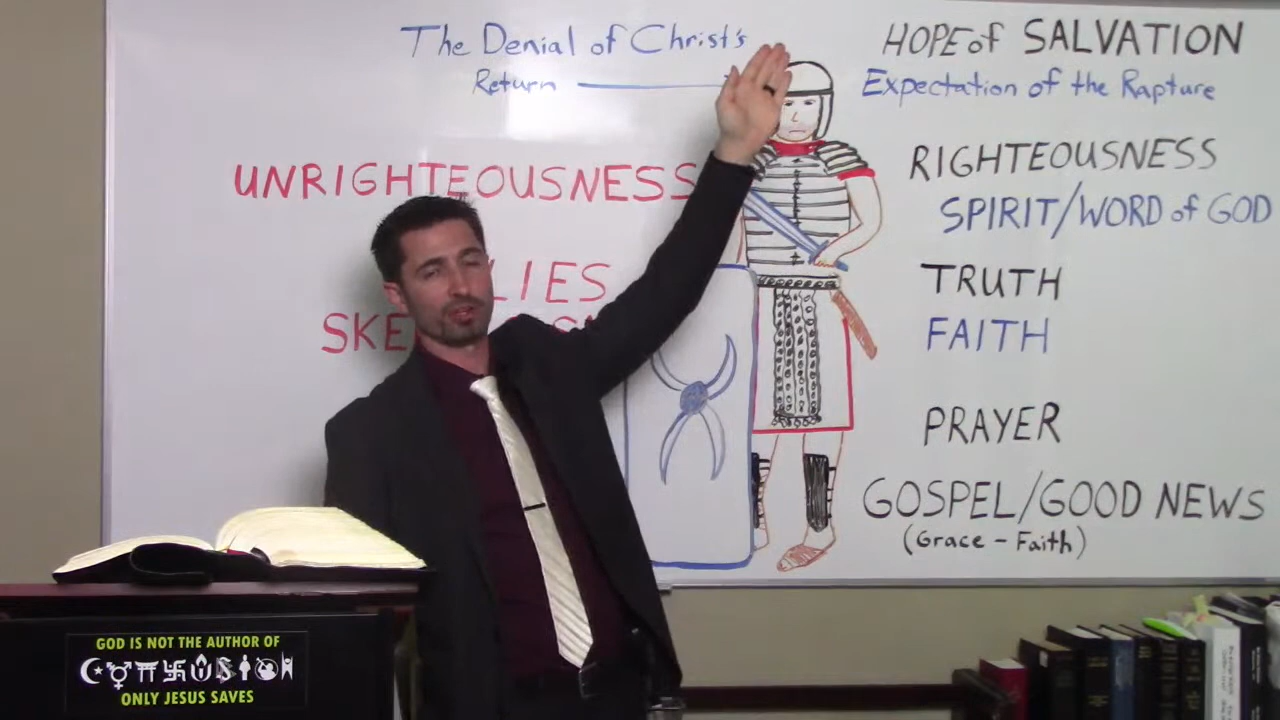 The Denial of Christ's
Return
HOPE of SALVATION
Expectation of the Rapture
UNRIGHTEOUSNESS
RIGHTEOUSNESS
SPIRIT/WORD of GOD
LIES
TRUTH
FAITH
PRAYER
GOSPEL/GOOD NEWS
(Grace - Faith)
GOD IS NOT THE AUTHOR OF
ONLY JESUS SAVES